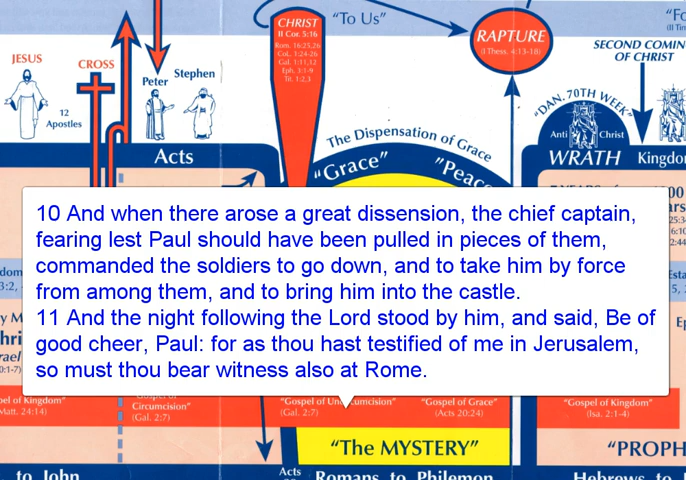 CHRIST
II Cor. 5:16
Rom. 16:25,26
Col. 1:24-26
Gal. 1:11,12
Eph. 3:1-9
Tit. 1:2,3
"To Us"
RAPTURE
(I Thess. 4:13-18)
SECOND COMING
OF CHRIST
JESUS
CROSS
Peter
Stephen
12
Apostles
The Dispensation of Grace
"DAN. 70TH WEEK"
Anti Christ
Acts
"Grace"
"Peace
WRATH
Kingdo
10 And when there arose a great dissension, the chief captain,
fearing lest Paul should have been pulled in pieces of them,
commanded the soldiers to go down, and to take him by force
from among them, and to bring him into the castle.
11 And the night following the Lord stood by him, and said, Be of
good cheer, Paul: for as thou hast testified of me in Jerusalem,
so must thou bear witness also at Rome.
pel of Kingdom"
Matt. 24:14)
Circumcision"
(Gal. 2:7)
"Gospel of Uncircumcision"
(Gal. 2:7)
"Gospel of Grace"
(Acts 20:24)
"Gospel of Kingdom"
(Isa. 2:1-4)
"The MYSTERY"
"PROPH
to John
Acts
Romans to Philemon
Hebrews to